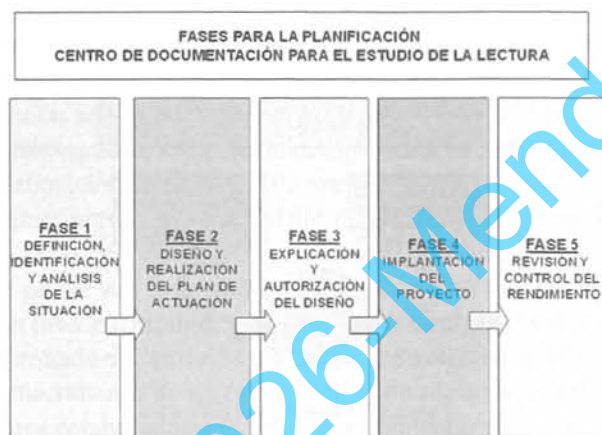 FASES PARA LA PLANIFICACIÓN
CENTRO DE DOCUMENTACIÓN PARA EL ESTUDIO DE LA LECTURA
FASE 1
DEFINICIÓN,
IDENTIFICACIÓN
Y ANÁLISIS
DE LA
SITUACIÓN
FASE 2
DISEÑO Y
REALIZACIÓN
DEL PLAN DE
ACTUACIÓN
FASE 3
EXPLICACIÓN
Y
AUTORIZACIÓN
DEL DISEÑO
FASE 4
IMPLANTACIÓN
DEL
PROYECTO
FASE 5
REVISIÓN Y
CONTROL DEL
RENDIMIENTO
026-Mend